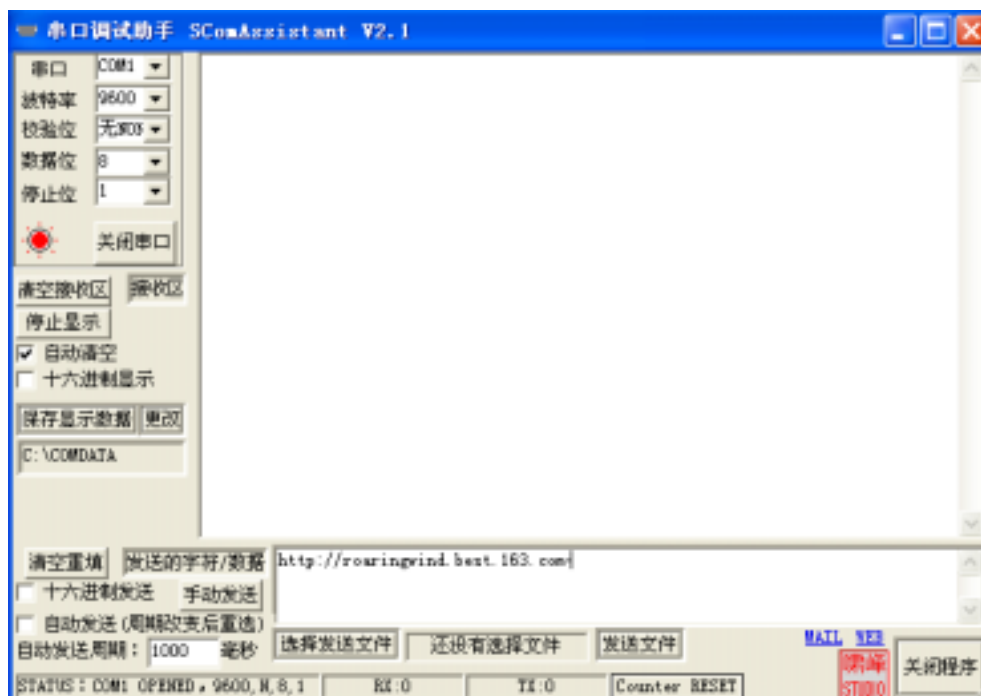 串口调试助手 SComAssistant V2.1
串口 COM1
波特率 9600
校验位 无NON
数据位 8
停止位 1
关闭串口
清空接收区 接收区
停止显示
自动清空
十六进制显示
保存显示数据 更改
C:\COMDATA
清空重填 发送的字符/数据 http://roaringwind.best.163.com
十六进制发送 手动发送
自动发送(周期改变后重选)
自动发送周期: 1000 毫秒 选择发送文件 还没有选择文件 发送文件 MAIL WEB
STUDIO 关闭程序
STATUS:COM1 OPENED,9600,N,8,1 RX:0 TX:0 Counter RESET